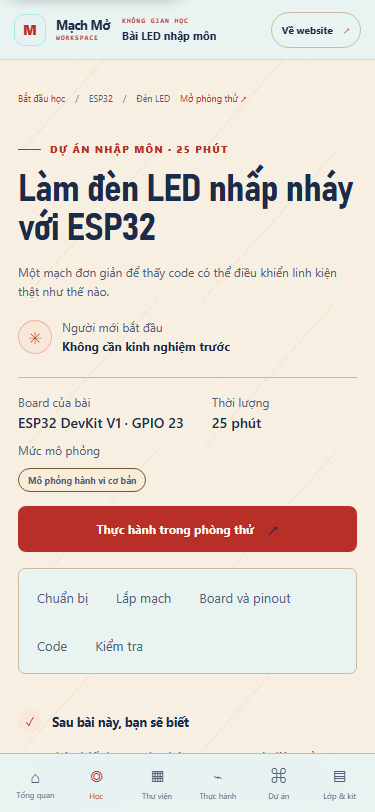 M
Mạch Mở
WORKSPACE
KHÔNG GIAN HỌC
Bài LED nhập môn
Về website ↗
Bắt đầu học / ESP32 / Đèn LED Mở phòng thử ↗
DỰ ÁN NHẬP MÔN · 25 PHÚT
Làm đèn LED nhấp nháy
với ESP32
Một mạch đơn giản để thấy code có thể điều khiển linh kiện
thật như thế nào.
Người mới bắt đầu
Không cần kinh nghiệm trước
Board của bài
ESP32 DevKit V1 · GPIO 23
Thời lượng
25 phút
Mức mô phỏng
Mô phỏng hành vi cơ bản
Thực hành trong phòng thử ↗
Chuẩn bị Lắp mạch Board và pinout
Code Kiểm tra
✓ Sau bài này, bạn sẽ biết
Tổng quan Học Thư viện Thực hành Dự án Lớp & kit